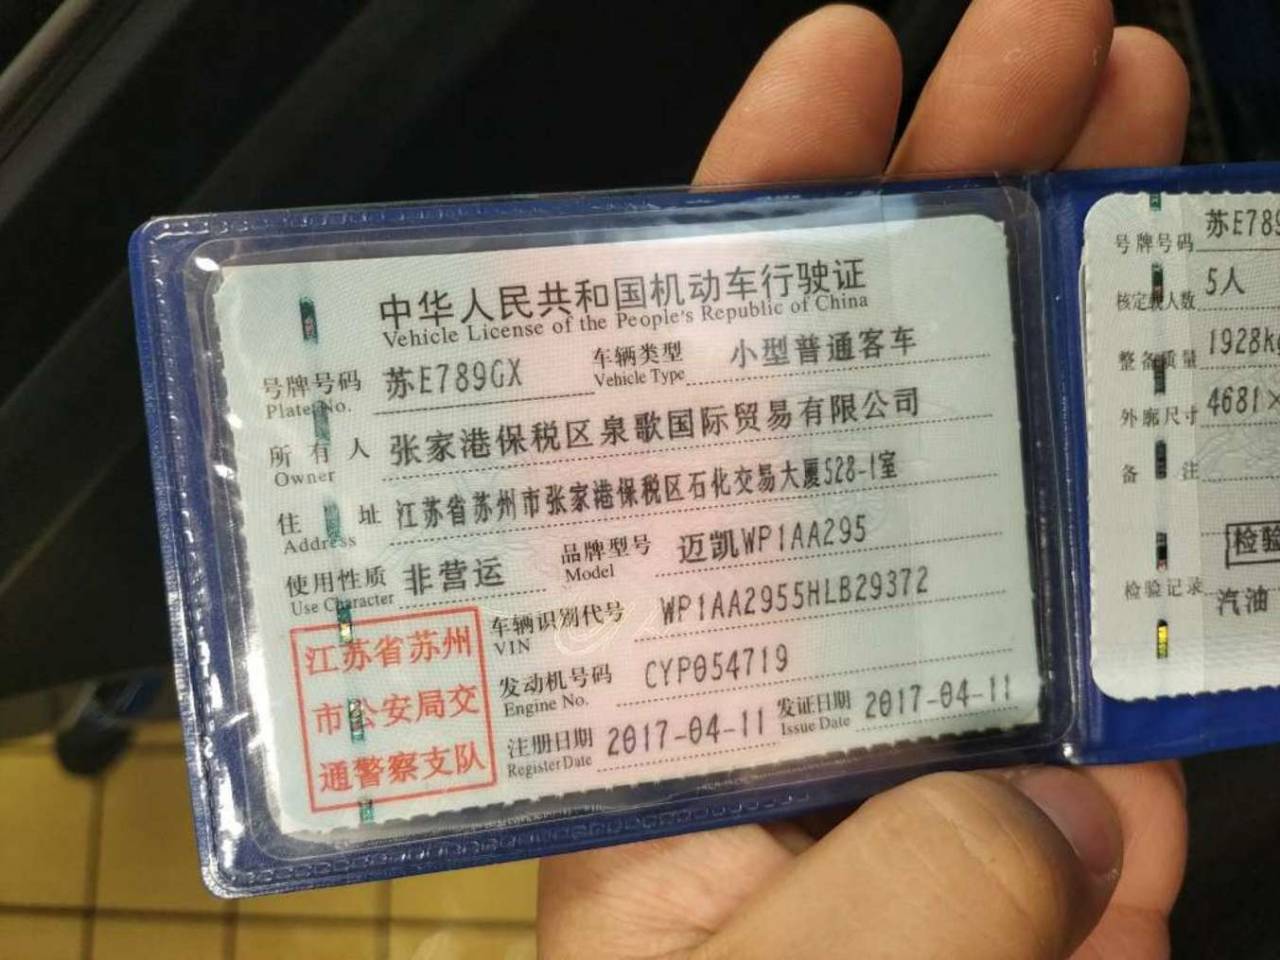 中华人民共和国机动车行驶证
Vehicle License of the People's Republic of China
号牌号码 苏E789GX 车辆类型 小型普通客车
Plate No. Vehicle Type
所有人 张家港保税区泉歌国际贸易有限公司
Owner
住址 江苏省苏州市张家港保税区石化交易大厦528-1室
Address
使用性质 非营运 品牌型号 迈凯WP1AA295
Use Character Model
车辆识别代号 WP1AA2955HLB29372
VIN
发动机号码 CYP054719
Engine No.
注册日期 2017-04-11 发证日期 2017-04-11
Register Date Issue Date
江苏省苏州
市公安局交
通警察支队
号牌号码 苏E789
核定载人数 5人
整备质量 1928kg
外廓尺寸 4681×
备注
检验
检验记录 汽油